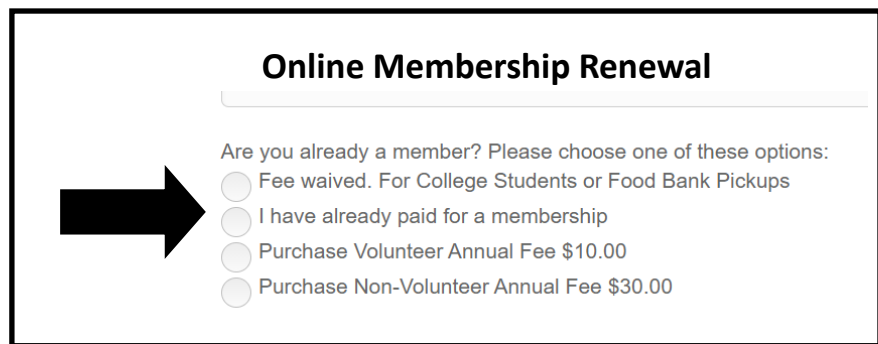 Online Membership Renewal
Are you already a member? Please choose one of these options:
Fee waived. For College Students or Food Bank Pickups
I have already paid for a membership
Purchase Volunteer Annual Fee $10.00
Purchase Non-Volunteer Annual Fee $30.00